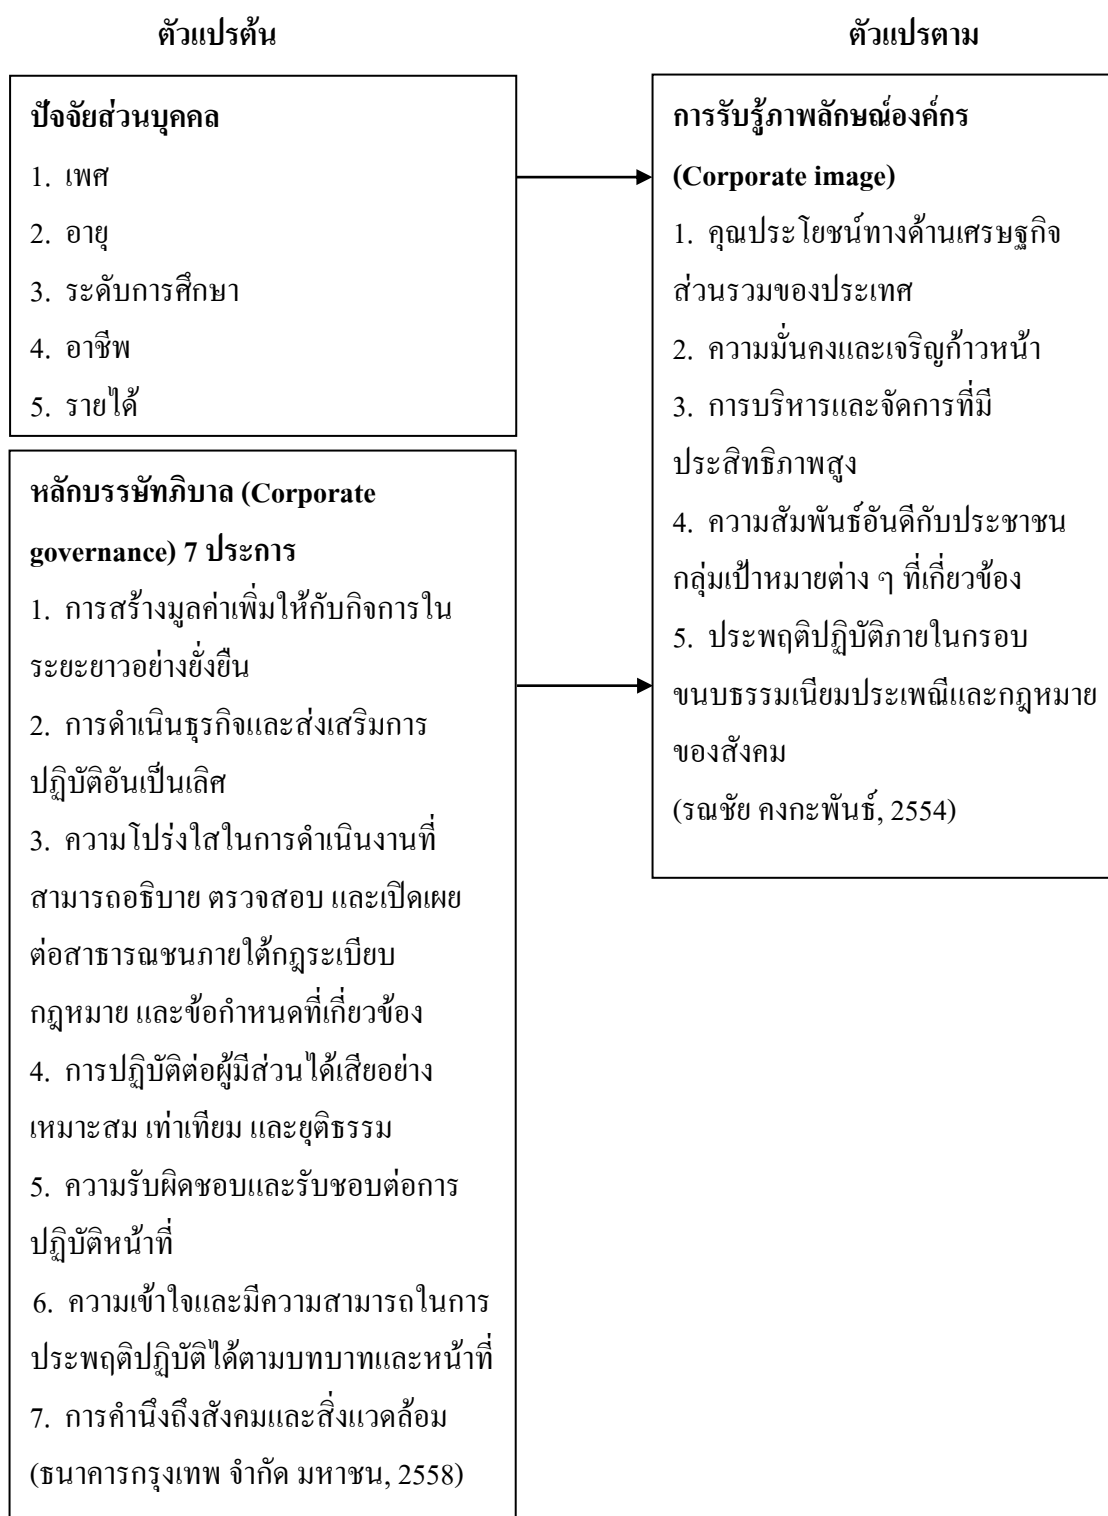 ตัวแปรต้น
ตัวแปรตาม
ปัจจัยส่วนบุคคล
1. เพศ
2. อายุ
3. ระดับการศึกษา
4. อาชีพ
5. รายได้
หลักบรรษัทภิบาล (Corporate
governance) 7 ประการ
1. การสร้างมูลค่าเพิ่มให้กับกิจการใน
ระยะยาวอย่างยั่งยืน
2. การดำเนินธุรกิจและส่งเสริมการ
ปฏิบัติอันเป็นเลิศ
3. ความโปร่งใสในการดำเนินงานที่
สามารถอธิบาย ตรวจสอบ และเปิดเผย
ต่อสาธารณชนภายใต้กฎระเบียบ
กฎหมาย และข้อกำหนดที่เกี่ยวข้อง
4. การปฏิบัติต่อผู้มีส่วนได้เสียอย่าง
เหมาะสม เท่าเทียม และยุติธรรม
5. ความรับผิดชอบและรับชอบต่อการ
ปฏิบัติหน้าที่
6. ความเข้าใจและมีความสามารถในการ
ประพฤติปฏิบัติได้ตามบทบาทและหน้าที่
7. การคำนึงถึงสังคมและสิ่งแวดล้อม
(ธนาคารกรุงเทพ จำกัด มหาชน, 2558)
การรับรู้ภาพลักษณ์องค์กร
(Corporate image)
1. คุณประโยชน์ทางด้านเศรษฐกิจ
ส่วนรวมของประเทศ
2. ความมั่นคงและเจริญก้าวหน้า
3. การบริหารและจัดการที่มี
ประสิทธิภาพสูง
4. ความสัมพันธ์อันดีกับประชาชน
กลุ่มเป้าหมายต่าง ๆ ที่เกี่ยวข้อง
5. ประพฤติปฏิบัติภายในกรอบ
ขนบธรรมเนียมประเพณีและกฎหมาย
ของสังคม
(รณชัย คงกะพันธ์, 2554)